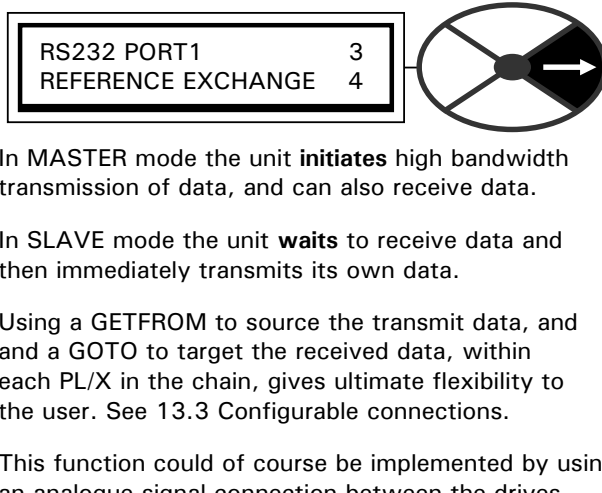 RS232 PORT1 3
REFERENCE EXCHANGE 4
In MASTER mode the unit initiates high bandwidth
transmission of data, and can also receive data.
In SLAVE mode the unit waits to receive data and
then immediately transmits its own data.
Using a GETFROM to source the transmit data, and
and a GOTO to target the received data, within
each PL/X in the chain, gives ultimate flexibility to
the user. See 13.3 Configurable connections.
This function could of course be implemented by usin
an analogue signal connection between the drives